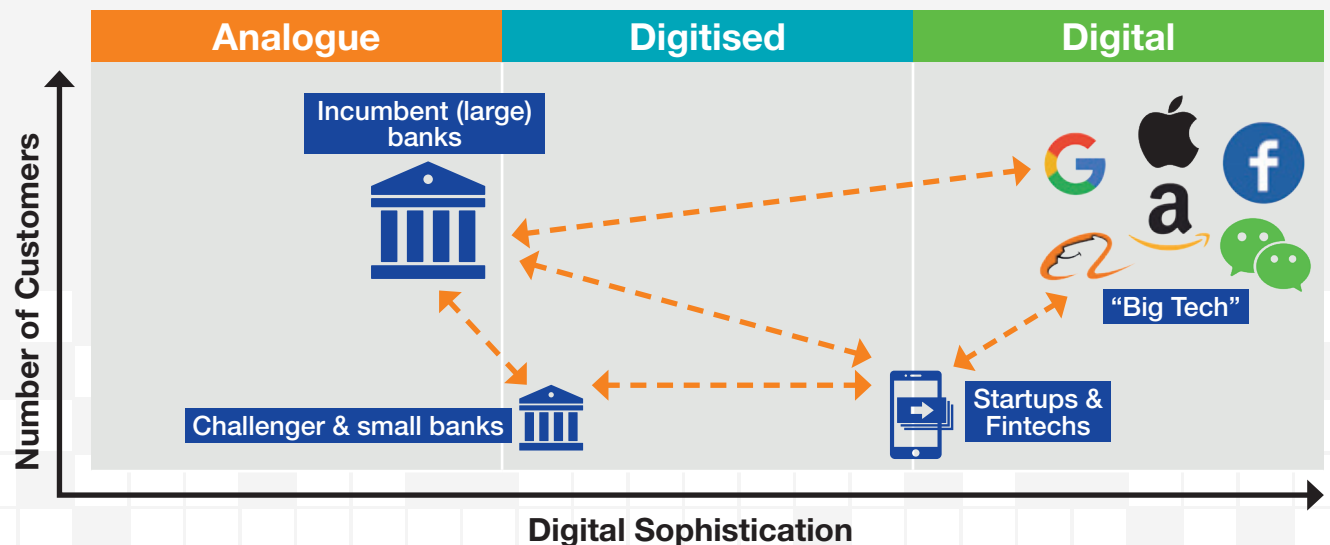 Analogue
Digitised
Digital
Number of Customers
Incumbent (large)
banks
G
f
a
“Big Tech”
Challenger & small banks
Startups &
Fintechs
Digital Sophistication